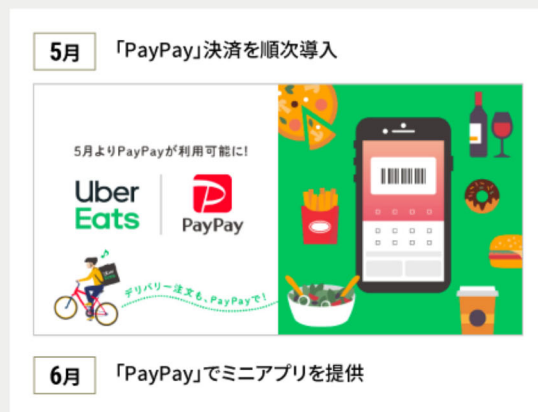 5月 「PayPay」決済を順次導入
5月よりPayPayが利用可能に!
Uber Eats
PayPay
デリバリー注文も、PayPayで!
6月 「PayPay」でミニアプリを提供